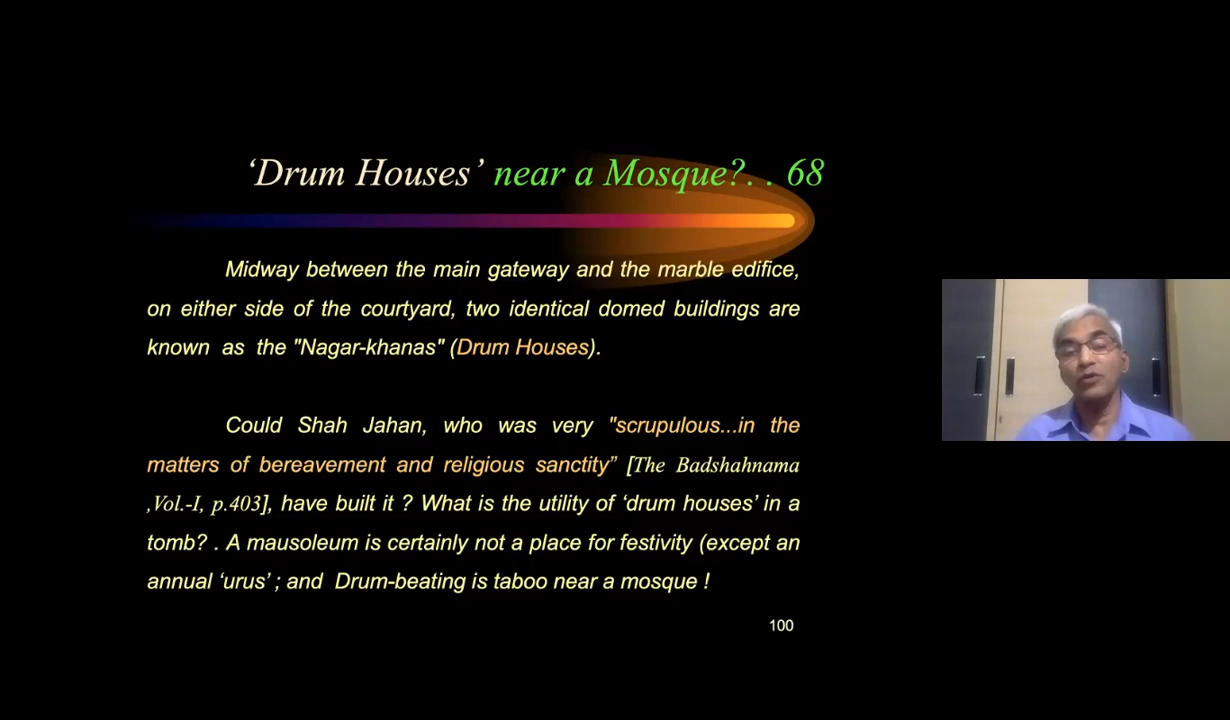 ‘Drum Houses’ near a Mosque?. . 68
Midway between the main gateway and the marble edifice,
on either side of the courtyard, two identical domed buildings are
known as the "Nagar-khanas" (Drum Houses).
Could Shah Jahan, who was very "scrupulous...in the
matters of bereavement and religious sanctity” [The Badshahnama
,Vol.-I, p.403], have built it ? What is the utility of ‘drum houses’ in a
tomb? . A mausoleum is certainly not a place for festivity (except an
annual ‘urus’ ; and Drum-beating is taboo near a mosque !
100